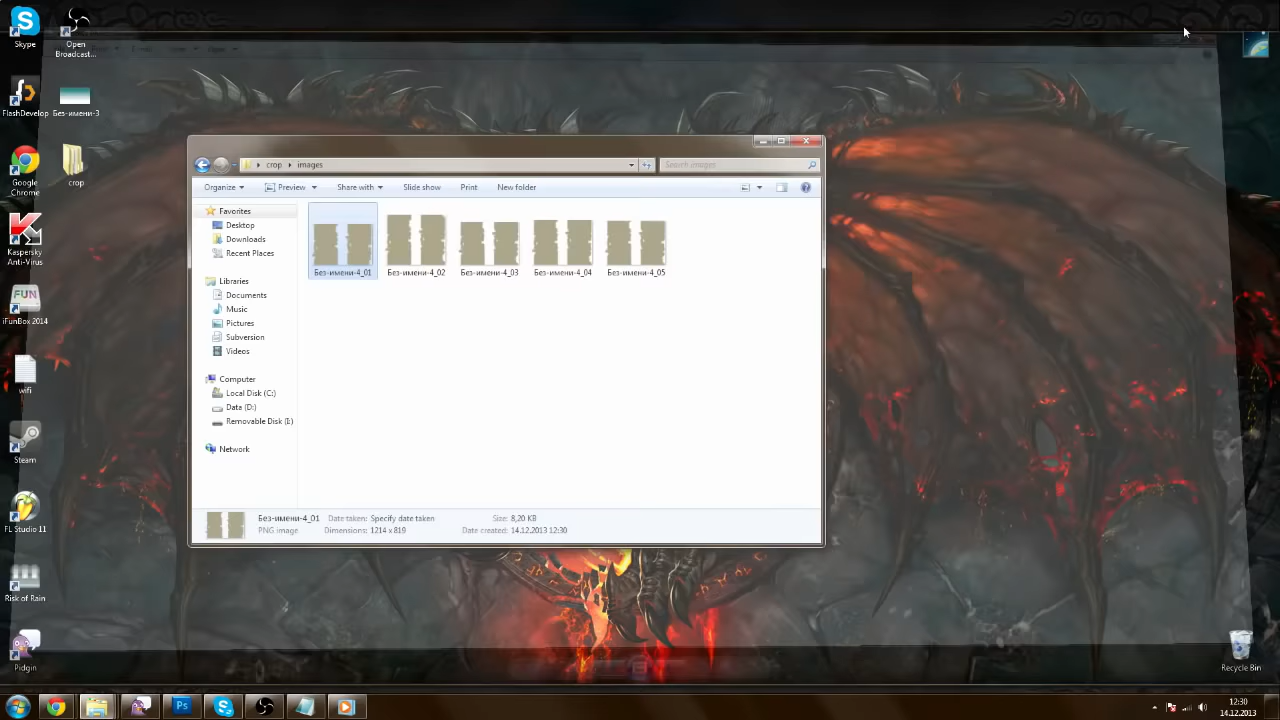 Skype
Open
Broadcast...
FlashDevelop
Без-имени-3
Google
Chrome
crop
Kaspersky
Anti-Virus
iFunBox 2014
wifi
Steam
FL Studio 11
Risk of Rain
Pidgin
Recycle Bin
crop
images
Search images
Organize
Preview
Share with
Slide show
Print
New folder
Favorites
Desktop
Downloads
Recent Places
Libraries
Documents
Music
Pictures
Subversion
Videos
Computer
Local Disk (C:)
Data (D:)
Removable Disk (I:)
Network
Без-имени-4_01
Без-имени-4_02
Без-имени-4_03
Без-имени-4_04
Без-имени-4_05
Без-имени-4_01
Date taken: Specify date taken
Size: 8,20 KB
PNG image
Dimensions: 1214 x 819
Date created: 14.12.2013 12:30
FUN
Ps
12:30
14.12.2013